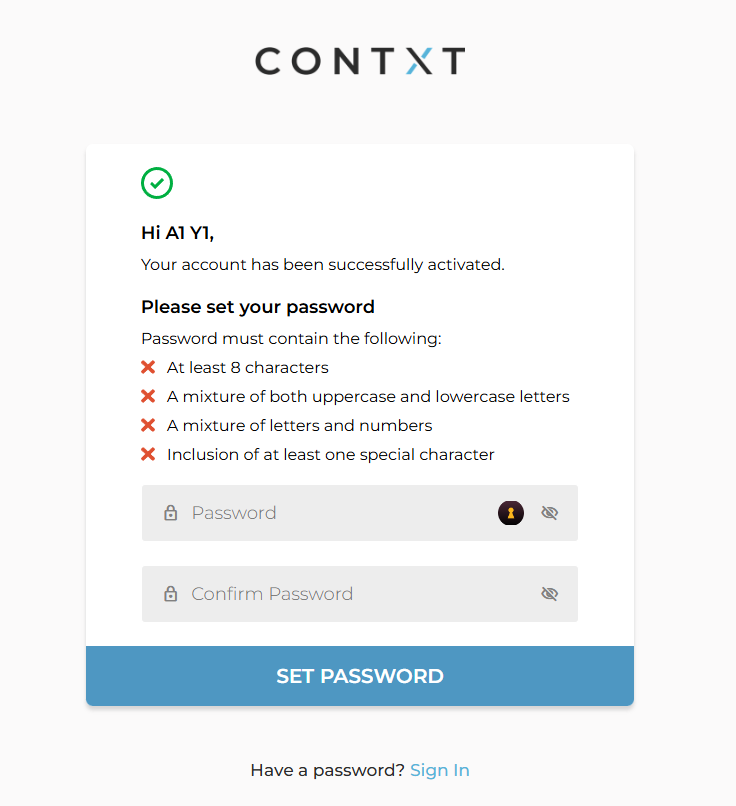 CONTXT
Hi A1 Y1,
Your account has been successfully activated.
Please set your password
Password must contain the following:
At least 8 characters
A mixture of both uppercase and lowercase letters
A mixture of letters and numbers
Inclusion of at least one special character
Password
Confirm Password
SET PASSWORD
Have a password? Sign In